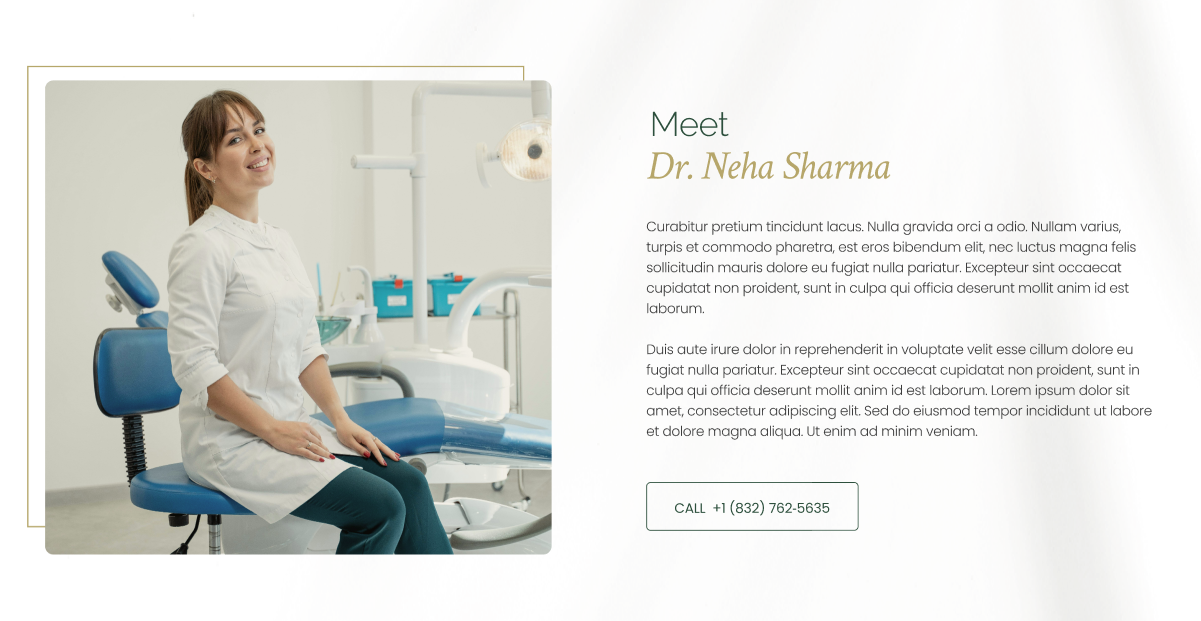 Meet
Dr. Neha Sharma
Curabitur pretium tincidunt lacus. Nulla gravida orci a odio. Nullam varius,
turpis et commodo pharetra, est eros bibendum elit, nec luctus magna felis
sollicitudin mauris dolore eu fugiat nulla pariatur. Excepteur sint occaecat
cupidatat non proident, sunt in culpa qui officia deserunt mollit anim id est
laborum.
Duis aute irure dolor in reprehenderit in voluptate velit esse cillum dolore eu
fugiat nulla pariatur. Excepteur sint occaecat cupidatat non proident, sunt in
culpa qui officia deserunt mollit anim id est laborum. Lorem ipsum dolor sit
amet, consectetur adipiscing elit. Sed do eiusmod tempor incididunt ut labore
et dolore magna aliqua. Ut enim ad minim veniam.
CALL +1 (832) 762-5635